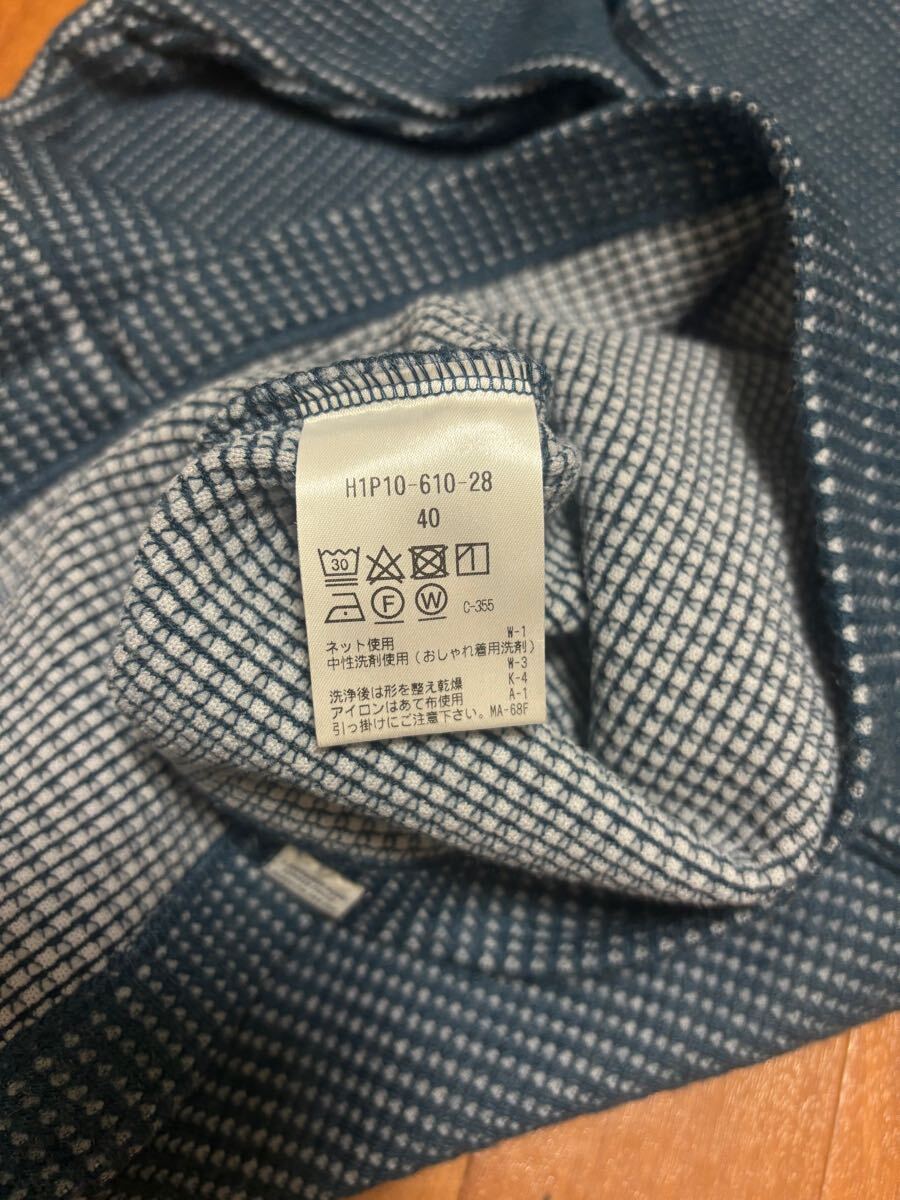 H1P10-610-28
40
30
F W C-355
ネット使用 W-1
中性洗剤使用(おしゃれ着用洗剤)
W-3
洗浄後は形を整え乾燥 K-4
アイロンはあて布使用 A-1
引っ掛けにご注意下さい。MA-68F